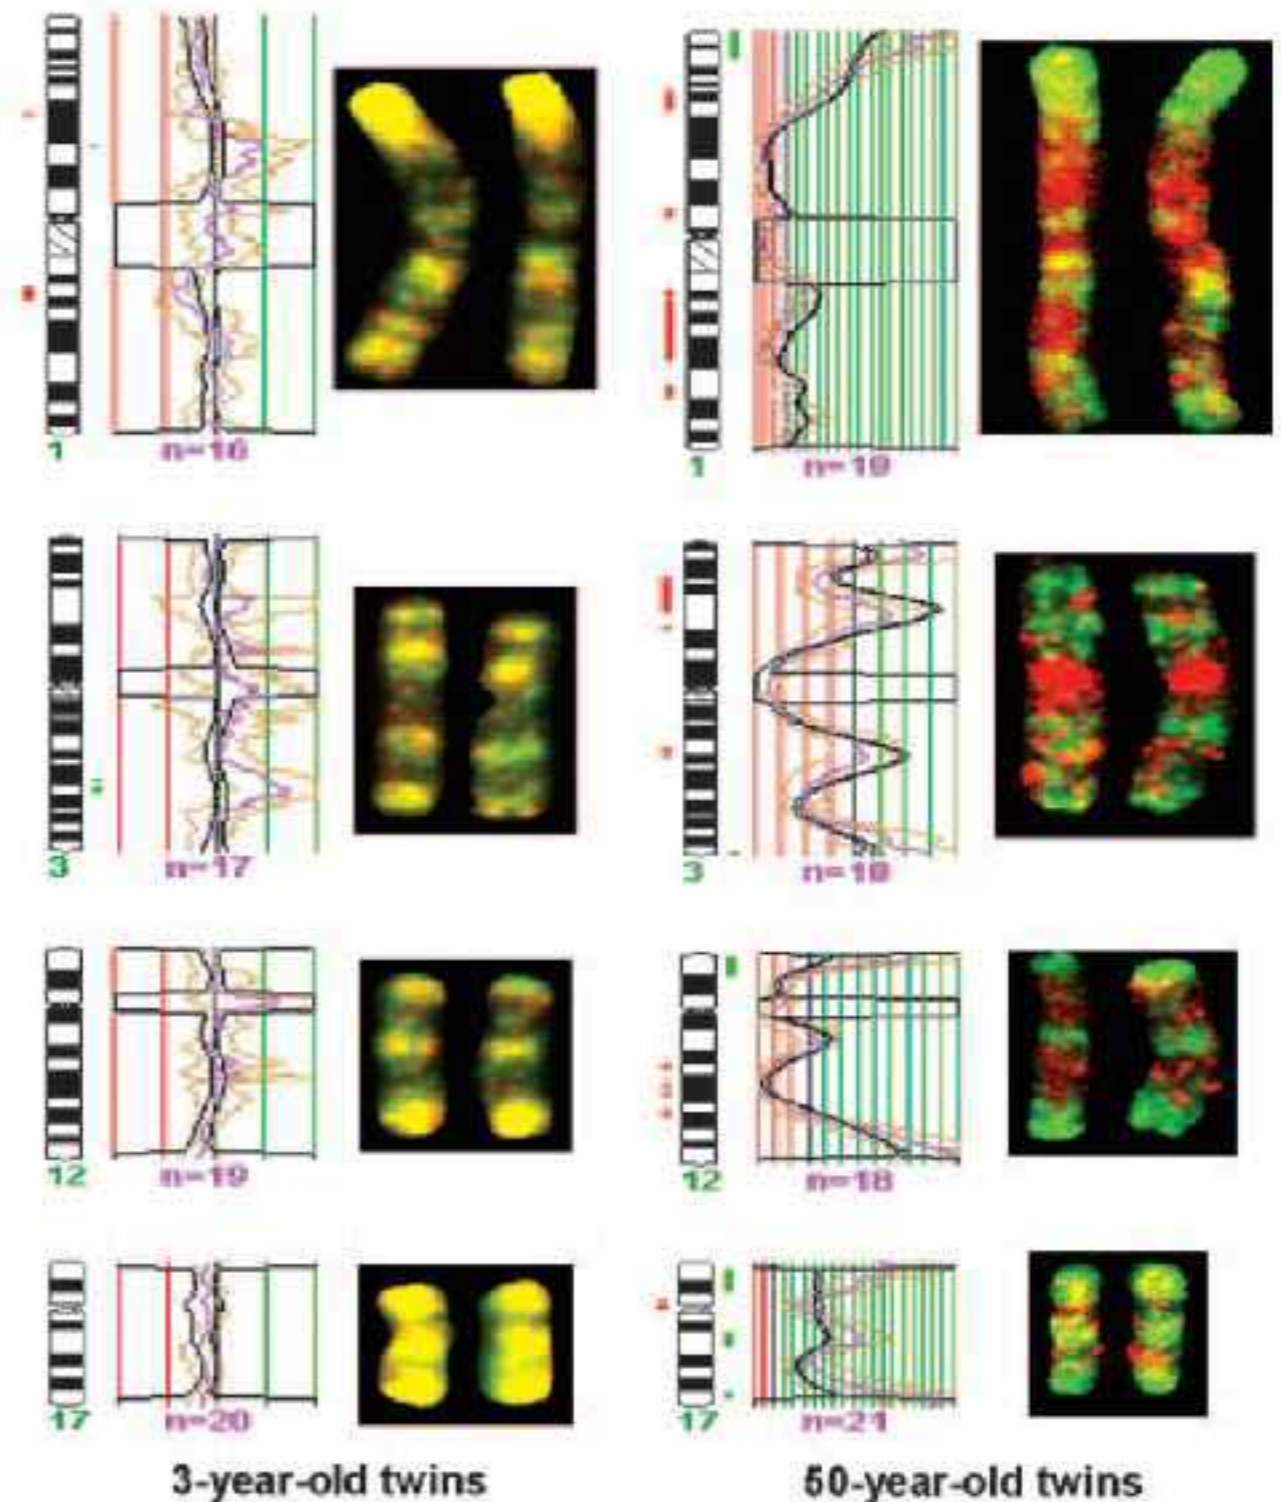 1
n=16
1
n=19
3
n=17
3
n=18
12
n=19
12
n=18
17
n=20
17
n=21
3-year-old twins
50-year-old twins